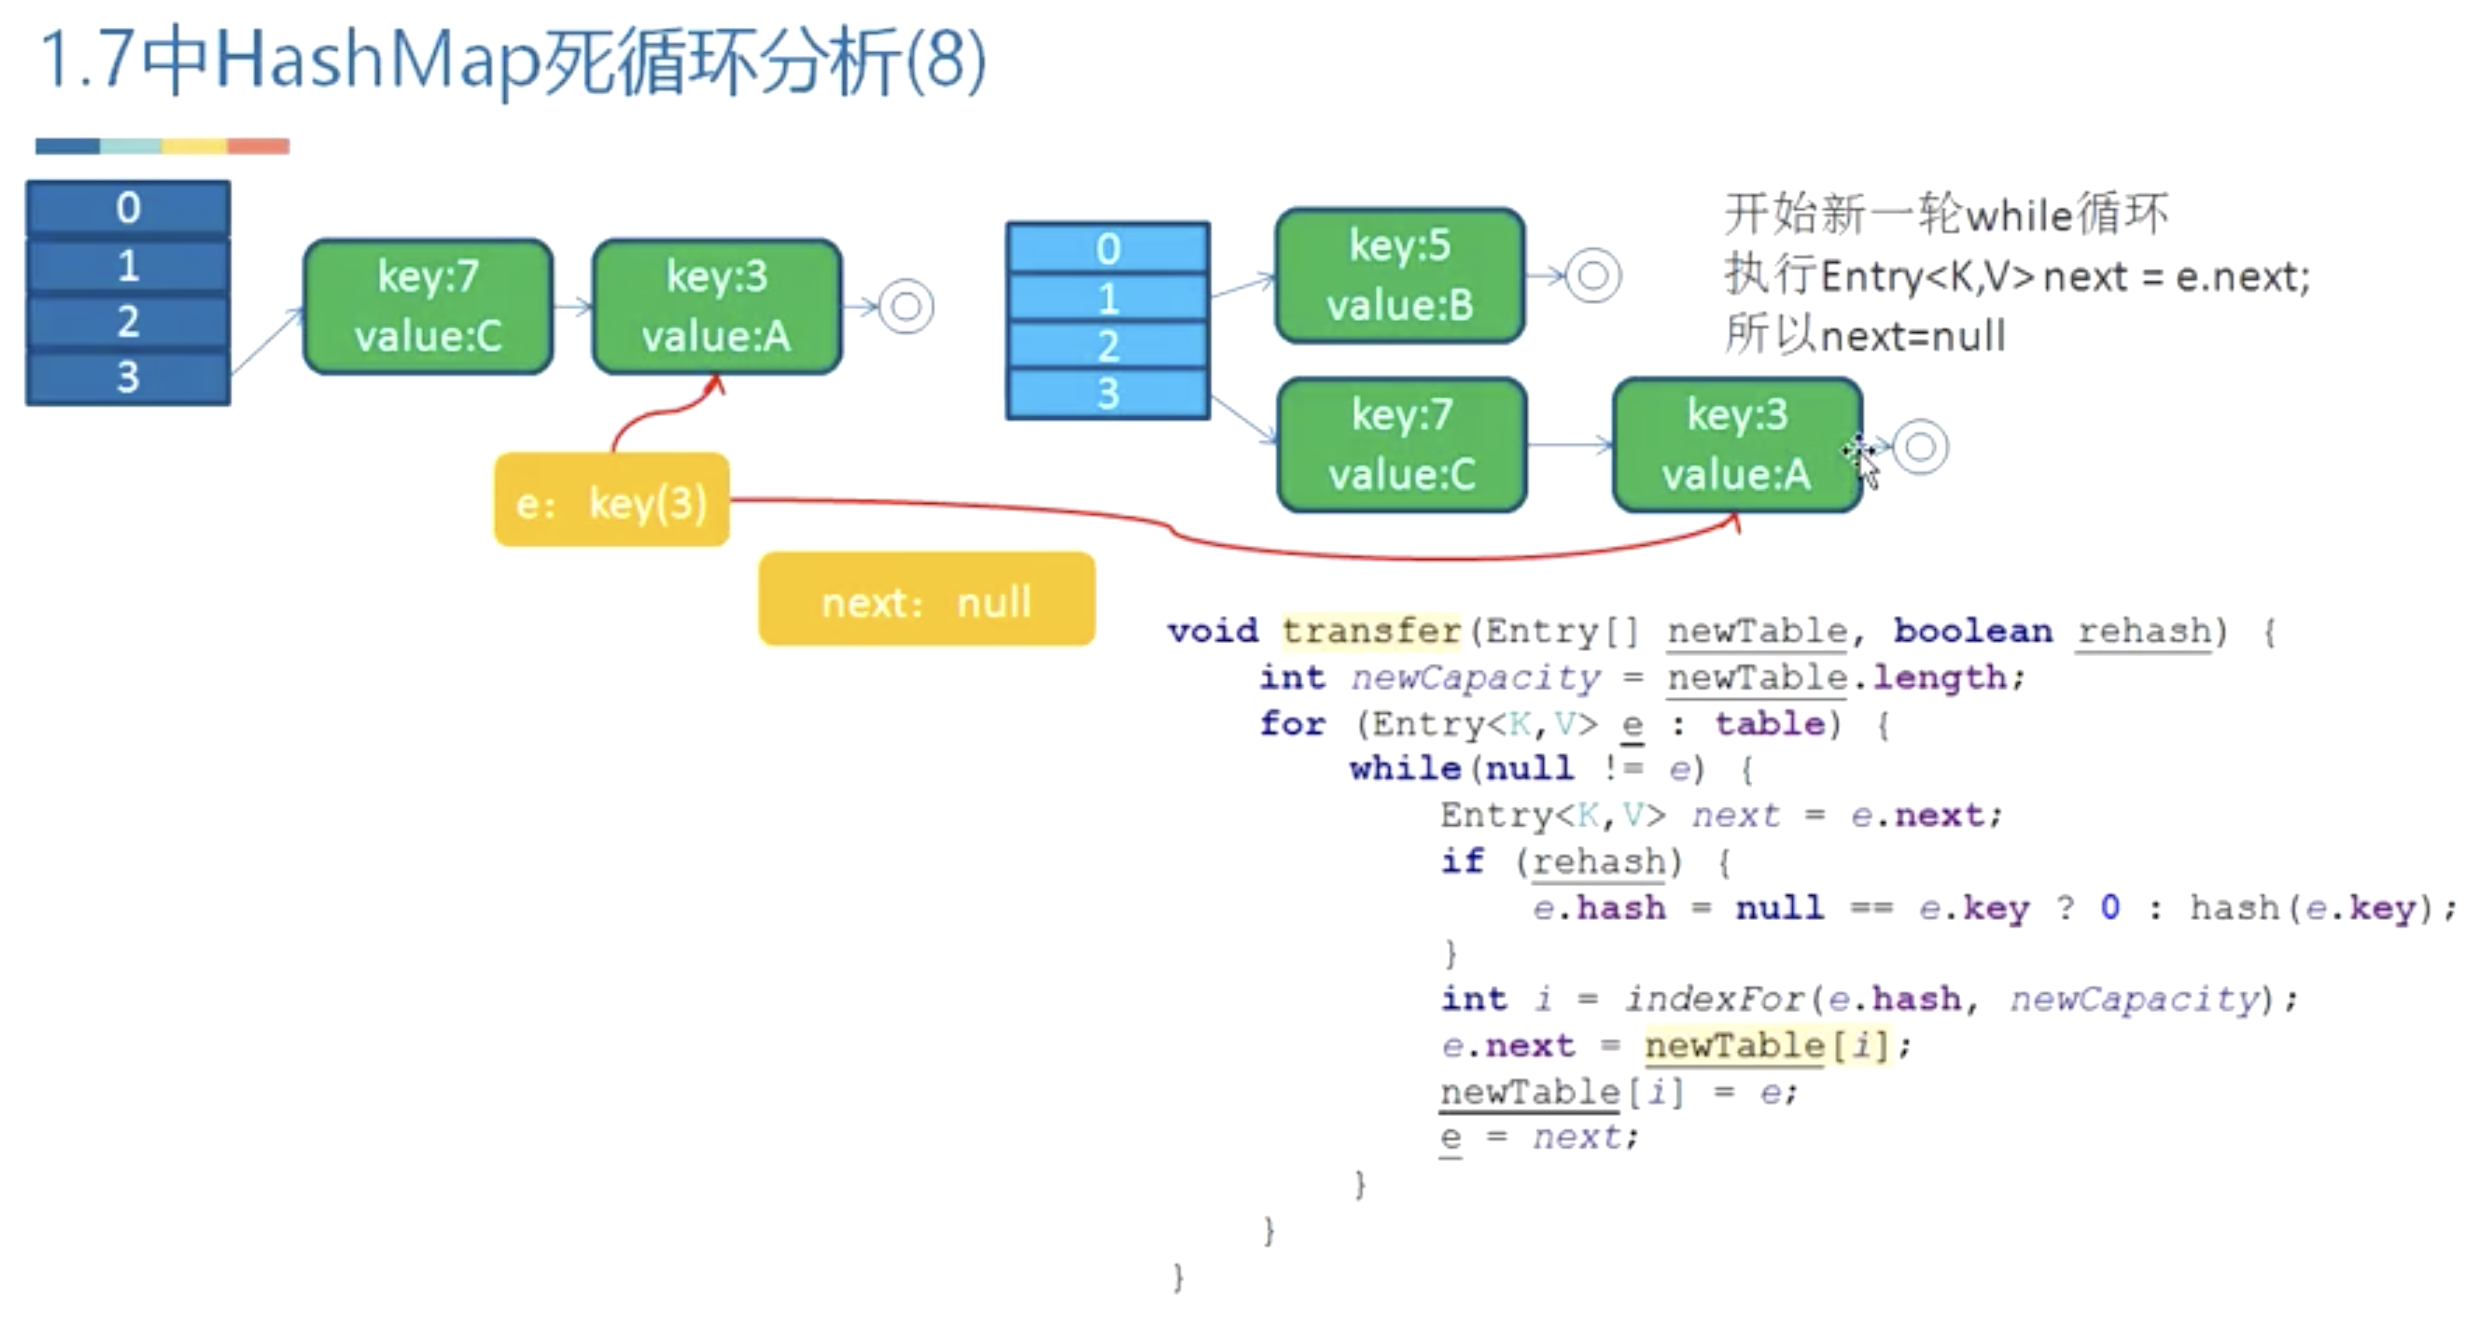 1.7中HashMap死循环分析(8)
0
1
2
3
key:7
value:C
key:3
value:A
e: key(3)
next: null
0
1
2
3
key:5
value:B
key:7
value:C
key:3
value:A
开始新一轮while循环
执行Entry<K,V> next = e.next;
所以next=null
void transfer(Entry[] newTable, boolean rehash) {
int newCapacity = newTable.length;
for (Entry<K,V> e : table) {
while(null != e) {
Entry<K,V> next = e.next;
if (rehash) {
e.hash = null == e.key ? 0 : hash(e.key);
}
int i = indexFor(e.hash, newCapacity);
e.next = newTable[i];
newTable[i] = e;
e = next;
}
}
}